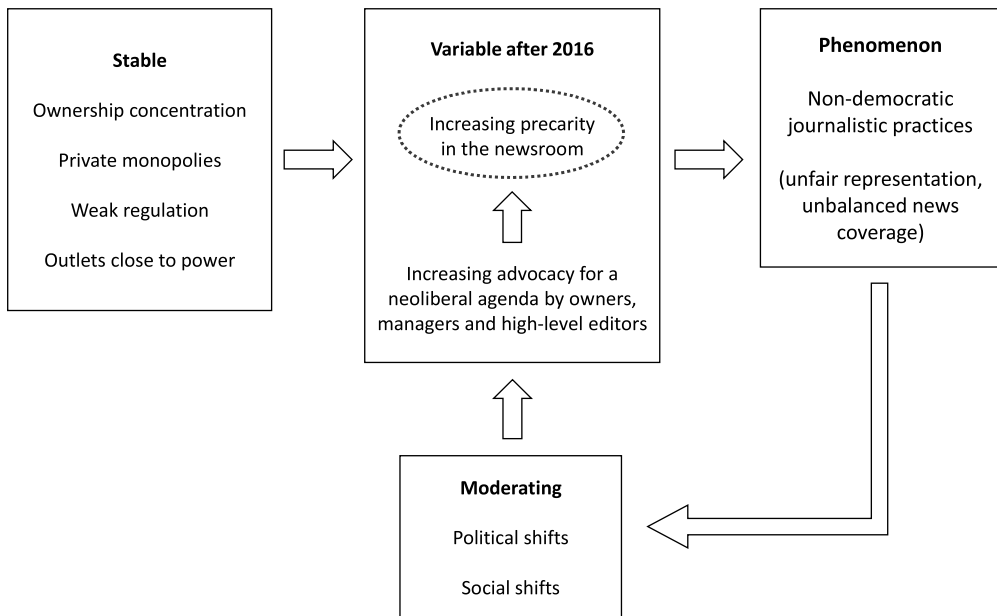 Stable
Ownership concentration
Private monopolies
Weak regulation
Outlets close to power
Variable after 2016
Increasing precarity
in the newsroom
Increasing advocacy for a
neoliberal agenda by owners,
managers and high-level editors
Phenomenon
Non-democratic
journalistic practices
(unfair representation,
unbalanced news
coverage)
Moderating
Political shifts
Social shifts